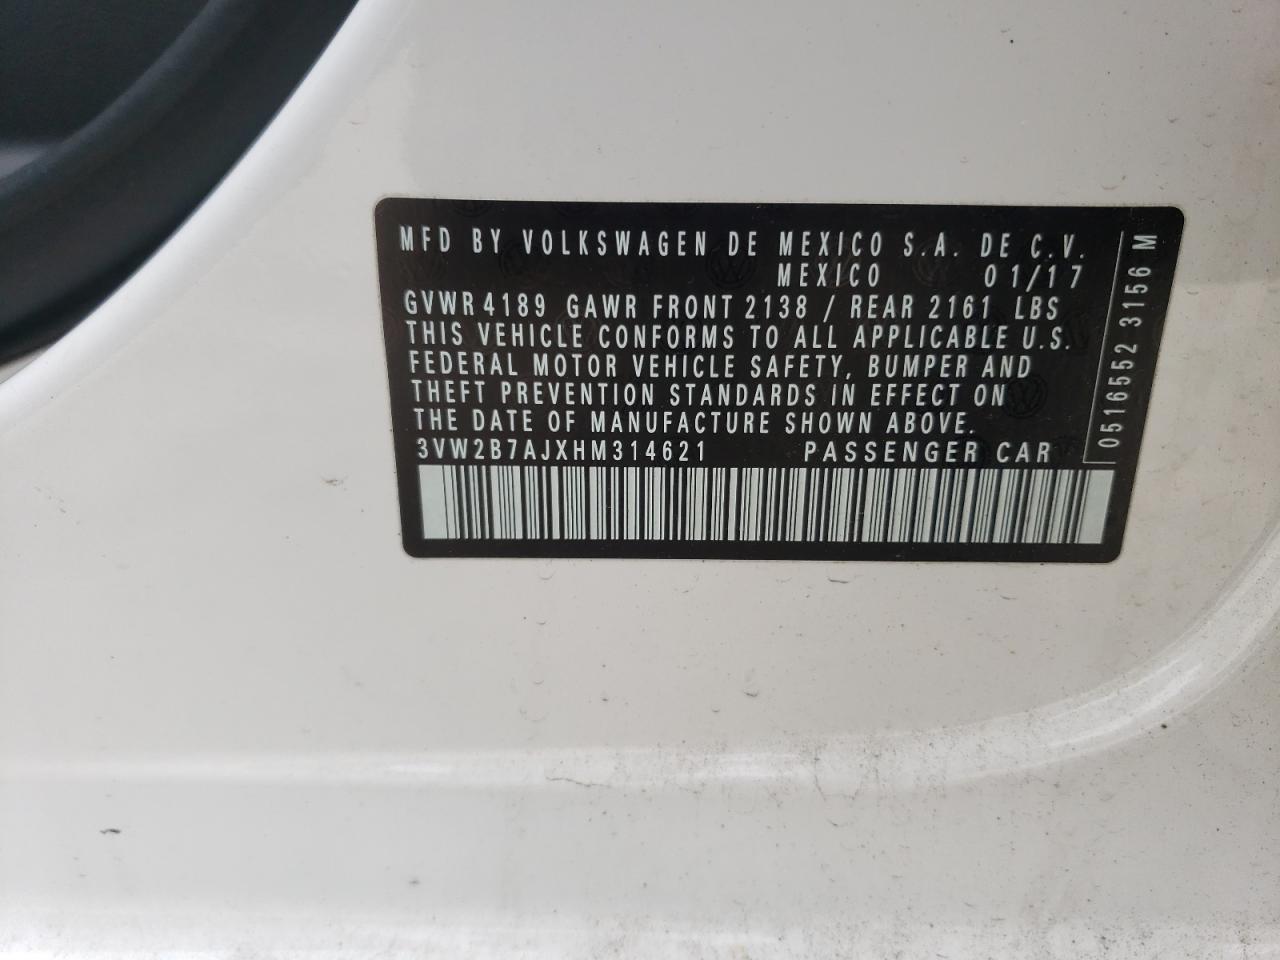 MFD BY VOLKSWAGEN DE MEXICO S.A. DE C.V.
MEXICO 01/17
GVWR 4189 GAWR FRONT 2138 / REAR 2161 LBS
THIS VEHICLE CONFORMS TO ALL APPLICABLE U.S.
FEDERAL MOTOR VEHICLE SAFETY, BUMPER AND
THEFT PREVENTION STANDARDS IN EFFECT ON
THE DATE OF MANUFACTURE SHOWN ABOVE.
3VW2B7AJXHM314621 PASSENGER CAR
0516552 3156 M